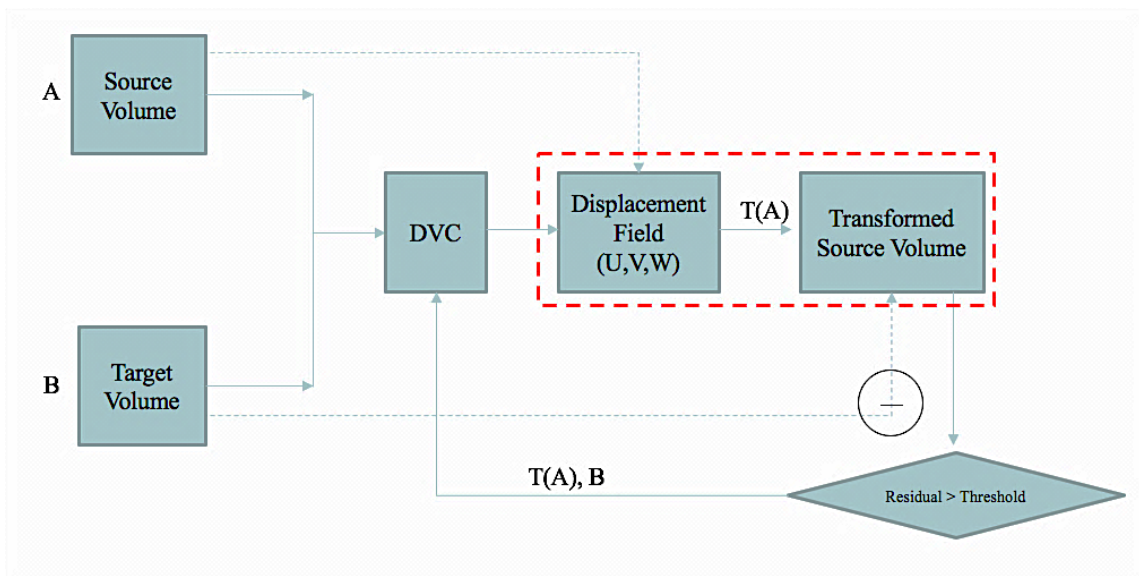 A
Source
Volume
DVC
Displacement
Field
(U,V,W)
T(A)
Transformed
Source Volume
B
Target
Volume
T(A), B
Residual > Threshold